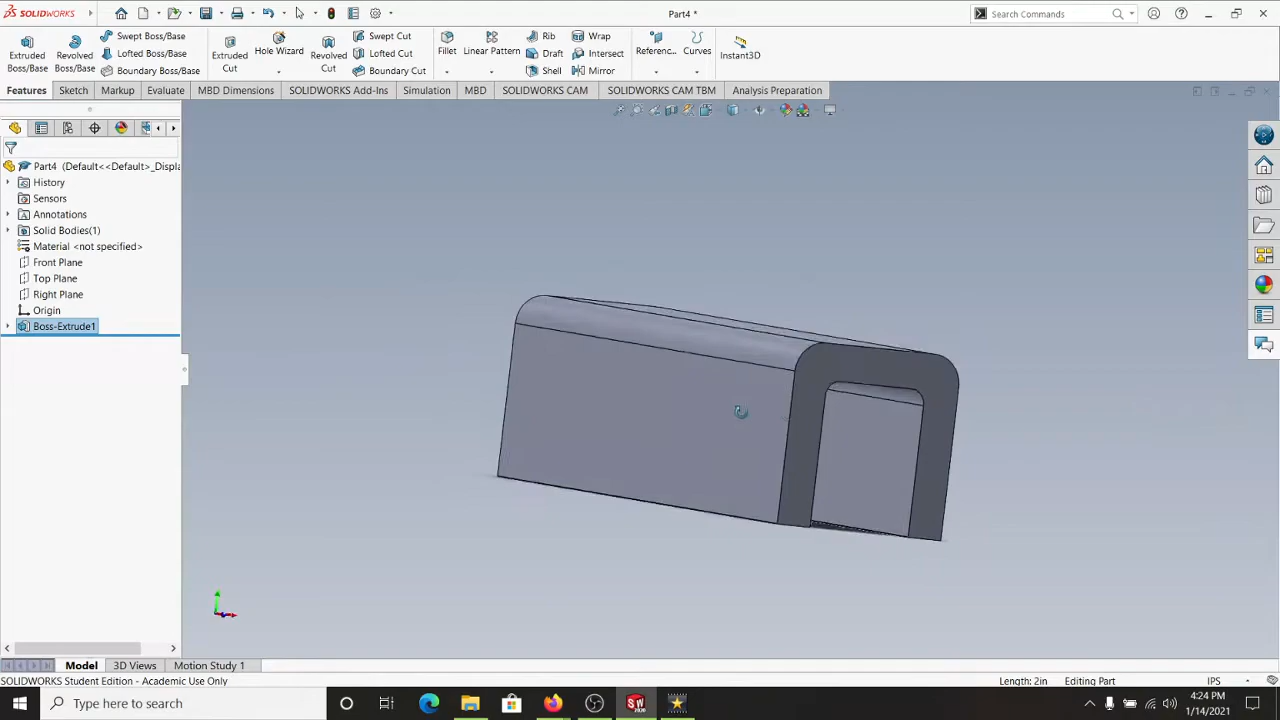 SOLIDWORKS
Part4 *
Search Commands
Extruded Boss/Base
Revolved Boss/Base
Swept Boss/Base
Lofted Boss/Base
Boundary Boss/Base
Extruded Cut
Hole Wizard
Revolved Cut
Swept Cut
Lofted Cut
Boundary Cut
Fillet
Linear Pattern
Rib
Draft
Shell
Wrap
Intersect
Mirror
Referenc...
Curves
Instant3D
Features
Sketch
Markup
Evaluate
MBD Dimensions
SOLIDWORKS Add-Ins
Simulation
MBD
SOLIDWORKS CAM
SOLIDWORKS CAM TBM
Analysis Preparation
Part4 (Default<<Default>_Displa
History
Sensors
Annotations
Solid Bodies(1)
Material <not specified>
Front Plane
Top Plane
Right Plane
Origin
Boss-Extrude1
Model
3D Views
Motion Study 1
SOLIDWORKS Student Edition - Academic Use Only
Length: 2in
Editing Part
IPS
Type here to search
4:24 PM
1/14/2021